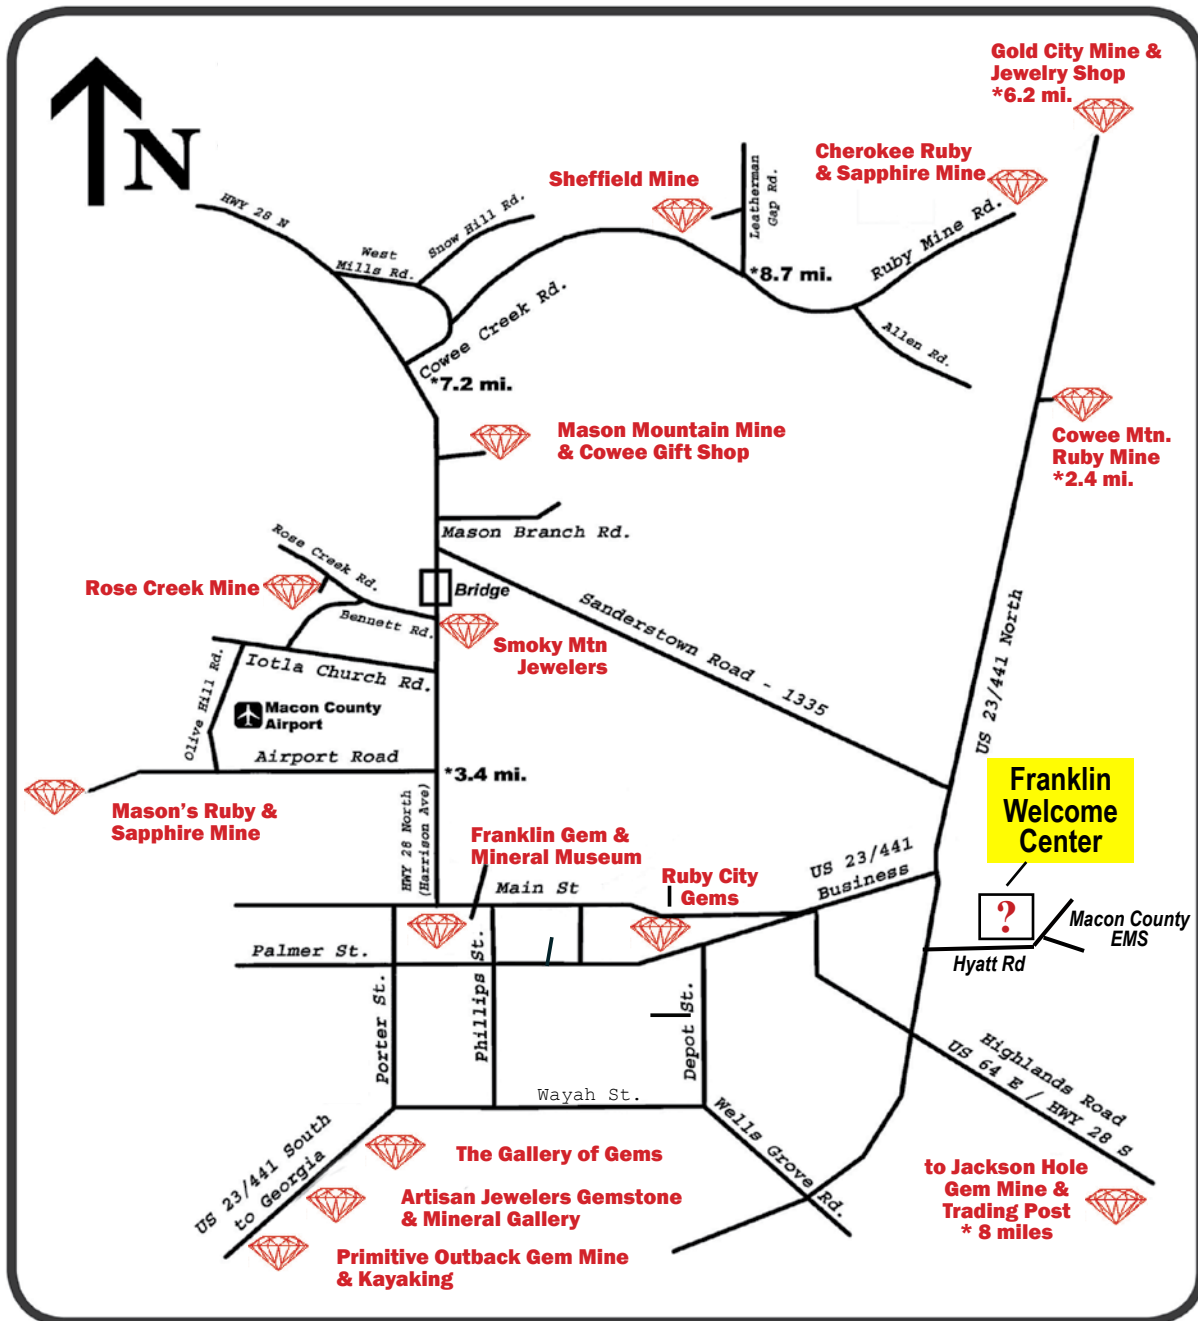 N
Gold City Mine &
Jewelry Shop
*6.2 mi.
Cherokee Ruby
& Sapphire Mine
Sheffield Mine
Leatherman
Gap Rd.
Ruby Mine Rd.
HWY 28 N
West
Mills Rd.
Snow Hill Rd.
*8.7 mi.
Cowee Creek Rd.
Allen Rd.
*7.2 mi.
Cowee Mtn.
Ruby Mine
*2.4 mi.
Mason Mountain Mine
& Cowee Gift Shop
Mason Branch Rd.
Rose Creek Rd.
Rose Creek Mine
Bridge
Bennett Rd.
Smoky Mtn
Jewelers
Sanderstown Road - 1335
US 23/441 North
Iotla Church Rd.
Olive Hill Rd.
Macon County
Airport
Airport Road
*3.4 mi.
Mason's Ruby &
Sapphire Mine
HWY 28 North
(Harrison Ave)
Franklin Gem &
Mineral Museum
Franklin
Welcome
Center
US 23/441
Business
Main St
Ruby City
Gems
?
Macon County
EMS
Hyatt Rd
Palmer St.
Porter St.
Phillips St.
Depot St.
Wayah St.
Highlands Road
US 64 E / HWY 28 S
Wells Grove Rd.
US 23/441 South
to Georgia
The Gallery of Gems
Artisan Jewelers Gemstone
& Mineral Gallery
Primitive Outback Gem Mine
& Kayaking
to Jackson Hole
Gem Mine &
Trading Post
* 8 miles